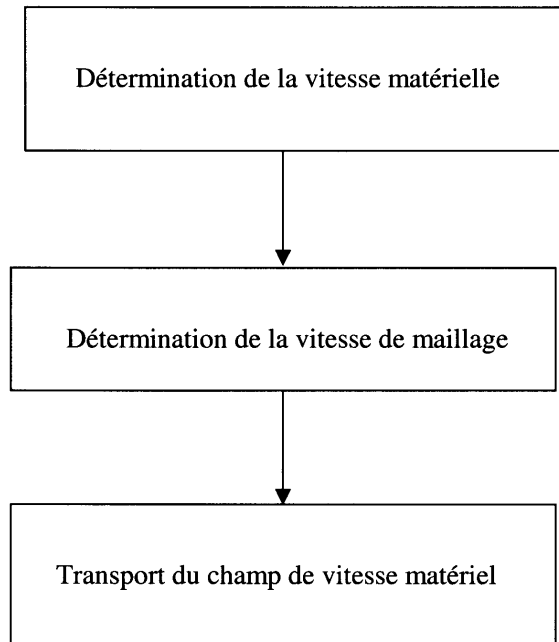 Détermination de la vitesse matérielle
Détermination de la vitesse de maillage
Transport du champ de vitesse matériel